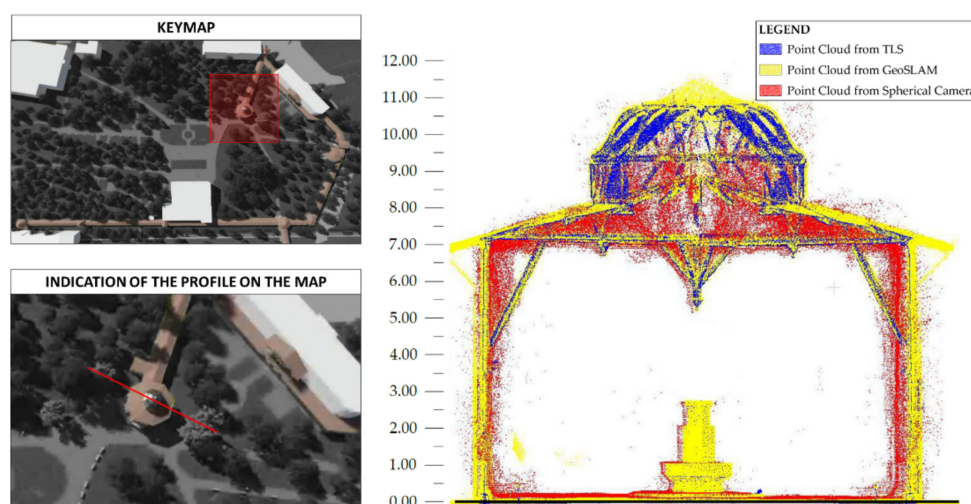 KEYMAP
INDICATION OF THE PROFILE ON THE MAP
LEGEND
Point Cloud from TLS
Point Cloud from GeoSLAM
Point Cloud from Spherical Camera
12.00
11.00
10.00
9.00
8.00
7.00
6.00
5.00
4.00
3.00
2.00
1.00
0.00